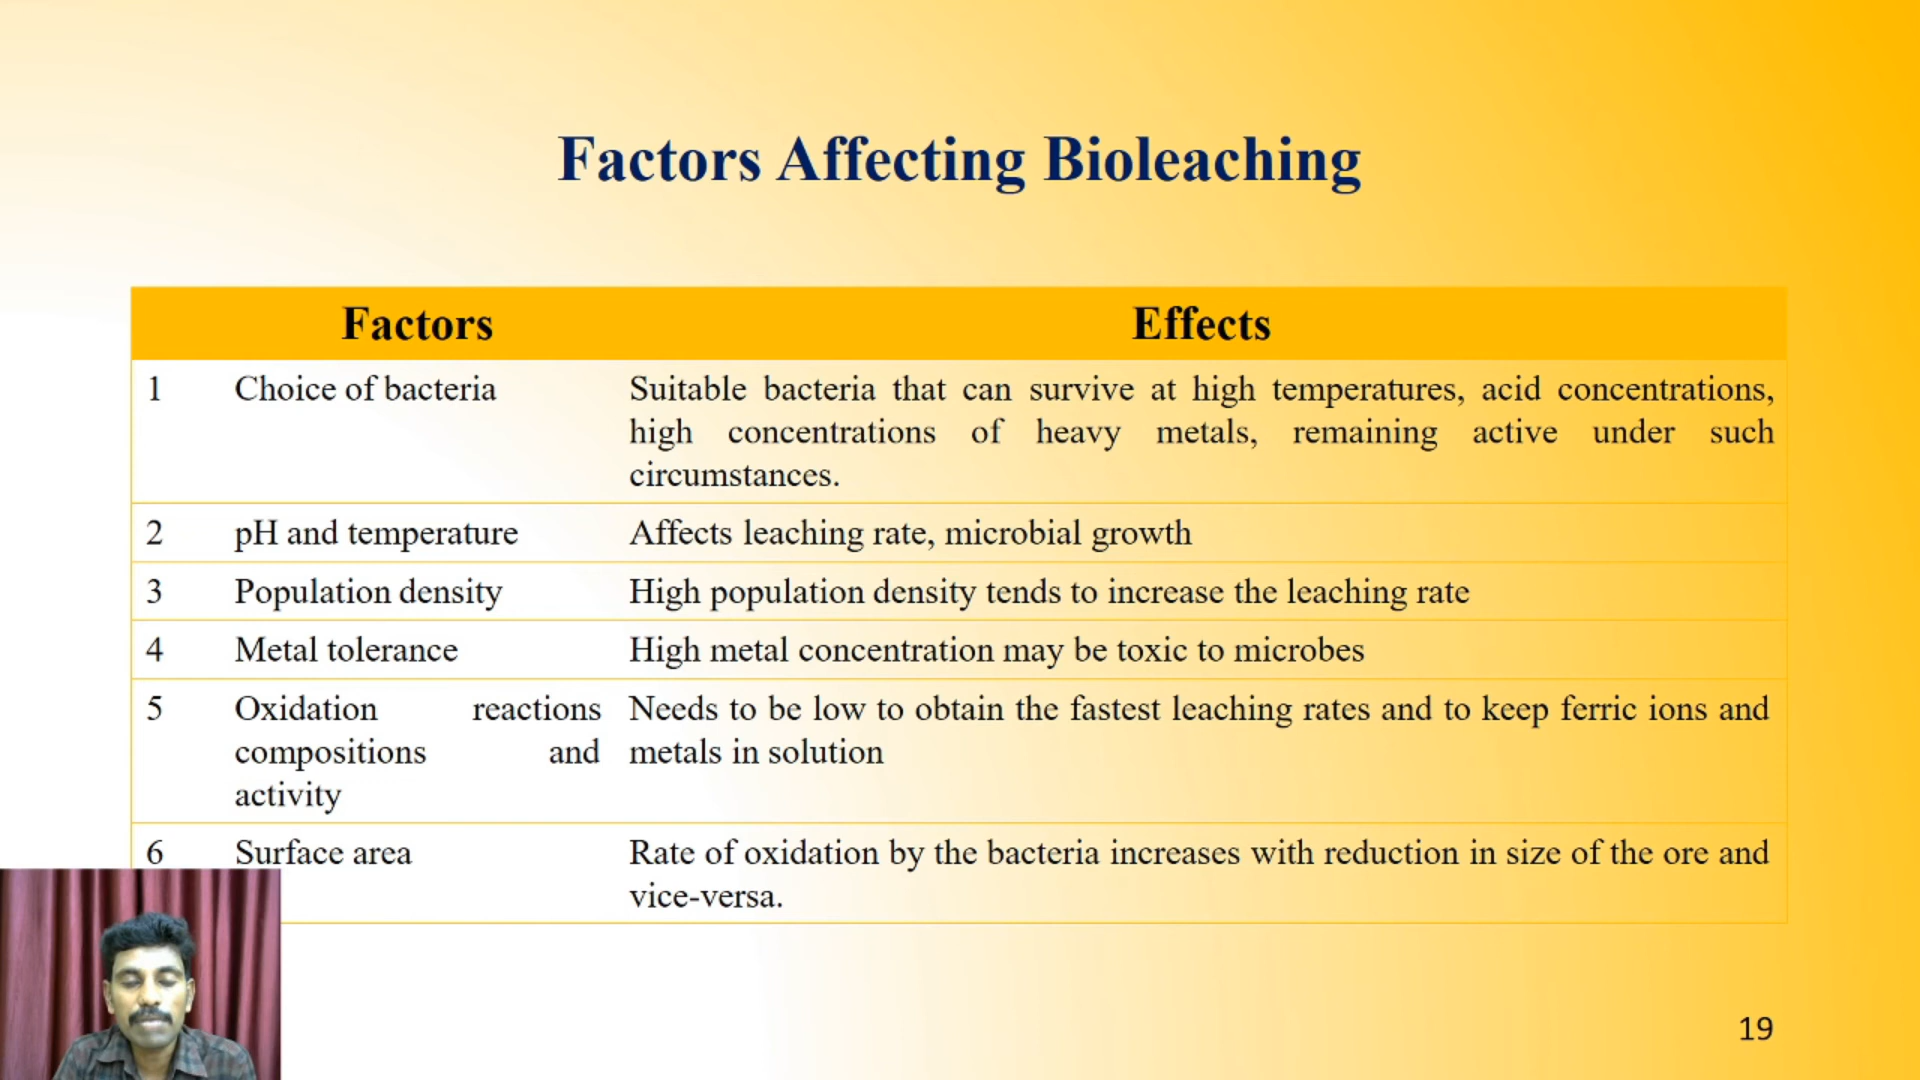 Factors Affecting Bioleaching
Factors Effects
1 Choice of bacteria Suitable bacteria that can survive at high temperatures, acid concentrations,
high concentrations of heavy metals, remaining active under such
circumstances.
2 pH and temperature Affects leaching rate, microbial growth
3 Population density High population density tends to increase the leaching rate
4 Metal tolerance High metal concentration may be toxic to microbes
5 Oxidation reactions Needs to be low to obtain the fastest leaching rates and to keep ferric ions and
compositions and metals in solution
activity
6 Surface area Rate of oxidation by the bacteria increases with reduction in size of the ore and
vice-versa.
19